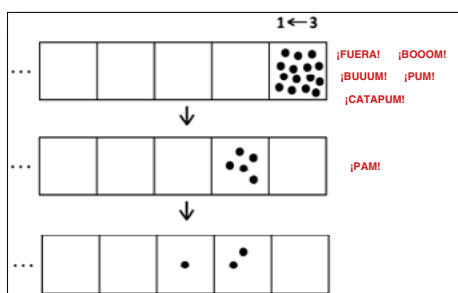 1←3
... ¡FUERA! ¡BOOOM!
¡BUUUM! ¡PUM!
¡CATAPUM!
... ¡PAM!
...